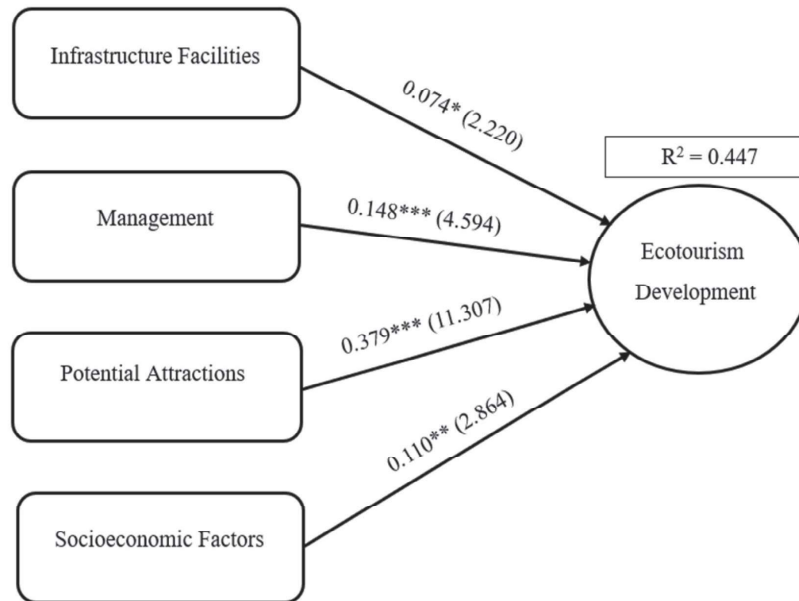 Infrastructure Facilities
0.074* (2.220)
R² = 0.447
Management
0.148*** (4.594)
Ecotourism
Development
0.379*** (11.307)
Potential Attractions
0.110** (2.864)
Socioeconomic Factors